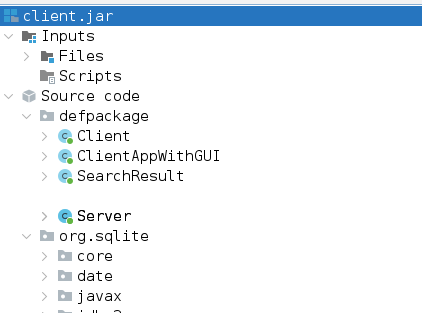 client.jar
Inputs
Files
Scripts
Source code
defpackage
Client
ClientAppWithGUI
SearchResult
Server
org.sqlite
core
date
javax